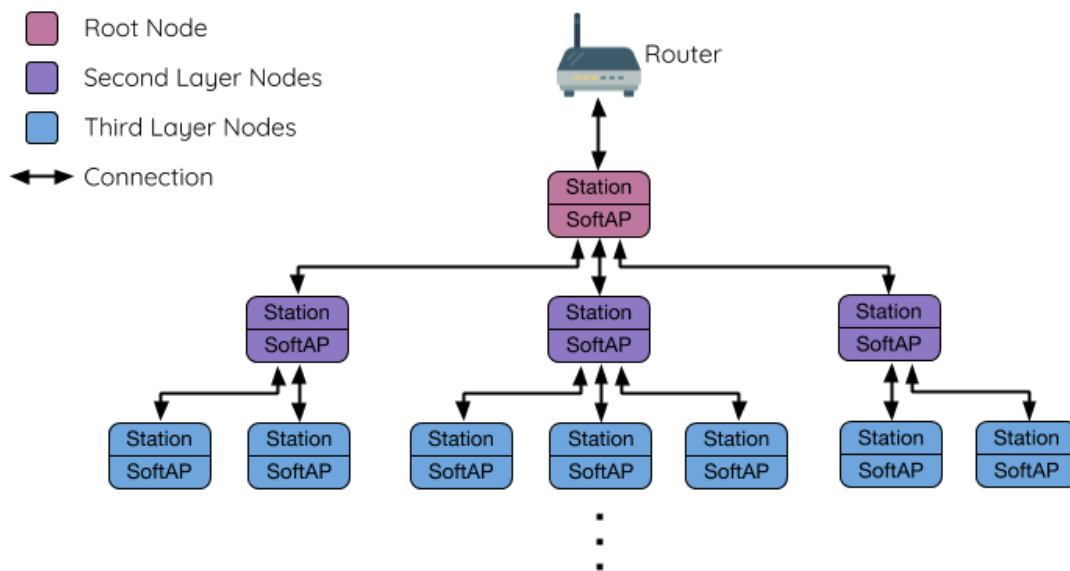 Root Node
Second Layer Nodes
Third Layer Nodes
Connection
Router
Station
SoftAP
Station
SoftAP
Station
SoftAP
Station
SoftAP
Station
SoftAP
Station
SoftAP
Station
SoftAP
Station
SoftAP
Station
SoftAP
Station
SoftAP
Station
SoftAP